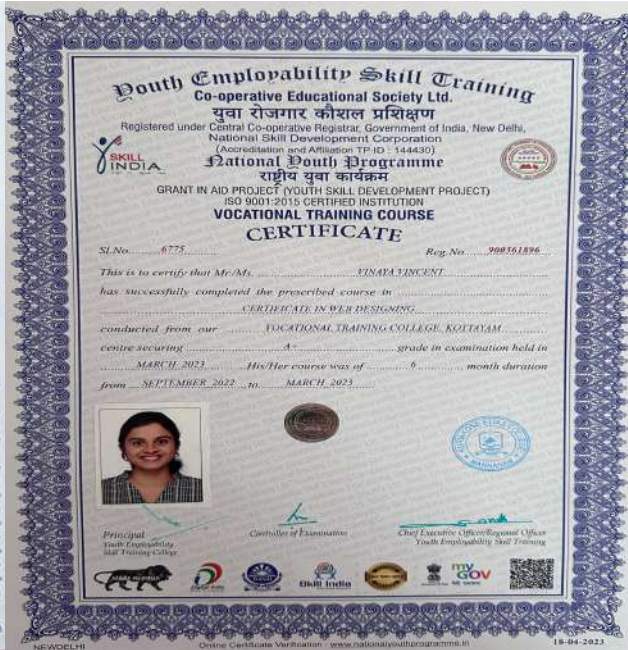 Youth Employability Skill Training
Co-operative Educational Society Ltd.
युवा रोजगार कौशल प्रशिक्षण
Registered under Central Co-operative Registrar, Government of India, New Delhi,
National Skill Development Corporation
(Accreditation and Affiliation TP ID : 144430)
SKILL INDIA
National Youth Programme
राष्ट्रीय युवा कार्यक्रम
GRANT IN AID PROJECT (YOUTH SKILL DEVELOPMENT PROJECT)
ISO 9001:2015 CERTIFIED INSTITUTION
VOCATIONAL TRAINING COURSE
CERTIFICATE
Sl.No. 6775 Reg.No. 900561896
This is to certify that Mr/Ms. VINAYA VINCENT
has successfully completed the prescribed course in
CERTIFICATE IN WEB DESIGNING
conducted from our VOCATIONAL TRAINING COLLEGE, KOTTAYAM
centre securing A+ grade in examination held in
MARCH 2023 His/Her course was of 6 month duration
from SEPTEMBER 2022 to MARCH 2023
Principal
Youth Employability
Skill Training College
Controller of Examination
Chief Executive Officer/Regional Officer
Youth Employability Skill Training
Skill India
my
GOV
NEWDELHI
Online Certificate Verification : www.nationalyouthprogramme.in
18-04-2023